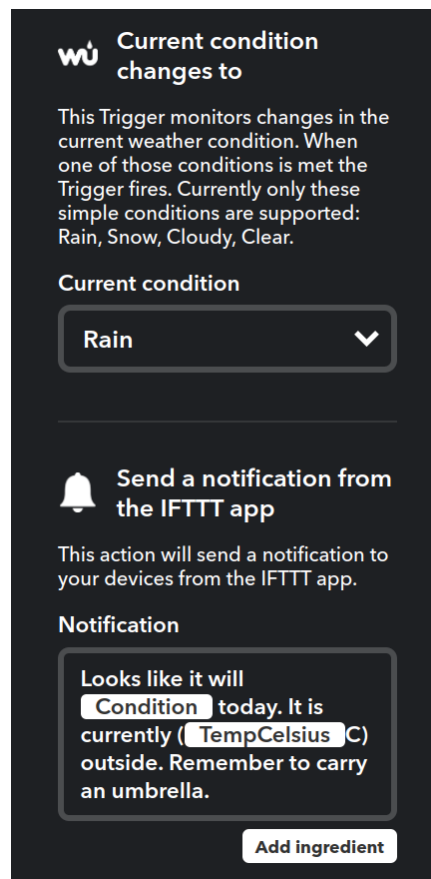 wu
Current condition
changes to
This Trigger monitors changes in the
current weather condition. When
one of those conditions is met the
Trigger fires. Currently only these
simple conditions are supported:
Rain, Snow, Cloudy, Clear.
Current condition
Rain
Send a notification from
the IFTTT app
This action will send a notification to
your devices from the IFTTT app.
Notification
Looks like it will
Condition today. It is
currently ( TempCelsius C)
outside. Remember to carry
an umbrella.
Add ingredient